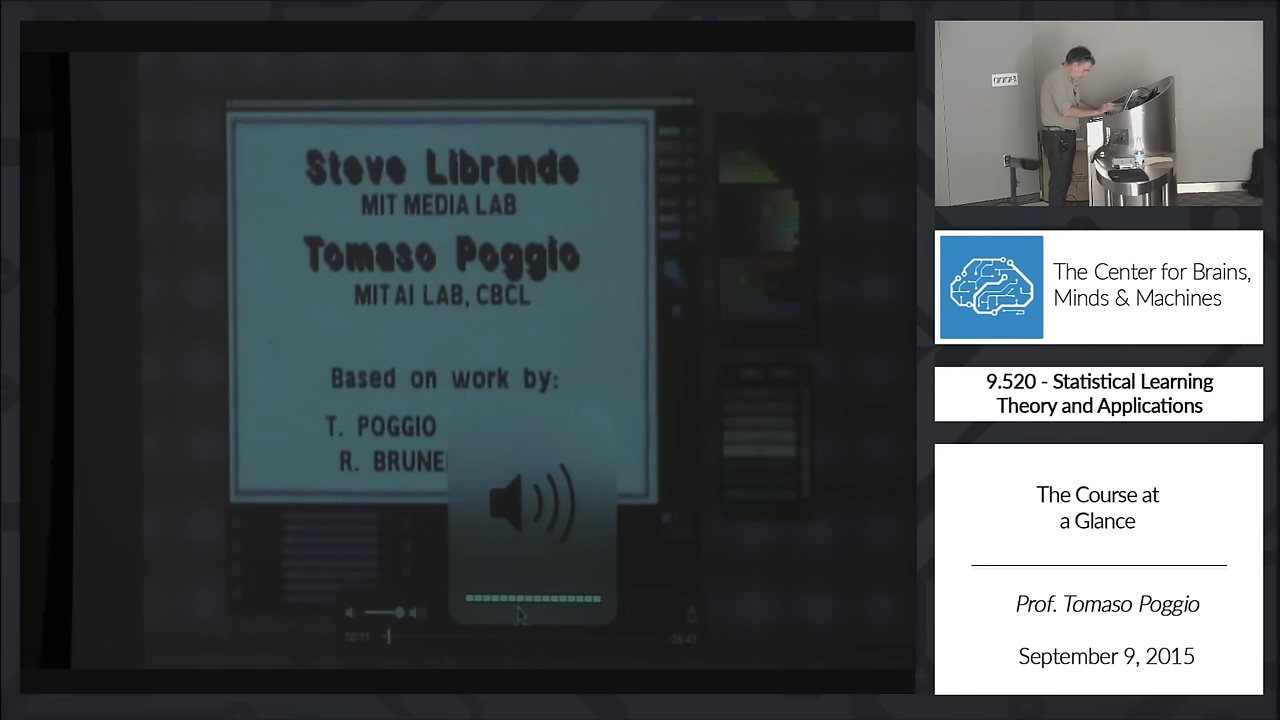 Steve Librande
MIT MEDIA LAB
Tomaso Poggio
MIT AI LAB, CBCL
Based on work by:
T. POGGIO
R. BRUNE
The Center for Brains,
Minds & Machines
9.520 - Statistical Learning
Theory and Applications
The Course at
a Glance
Prof. Tomaso Poggio
September 9, 2015